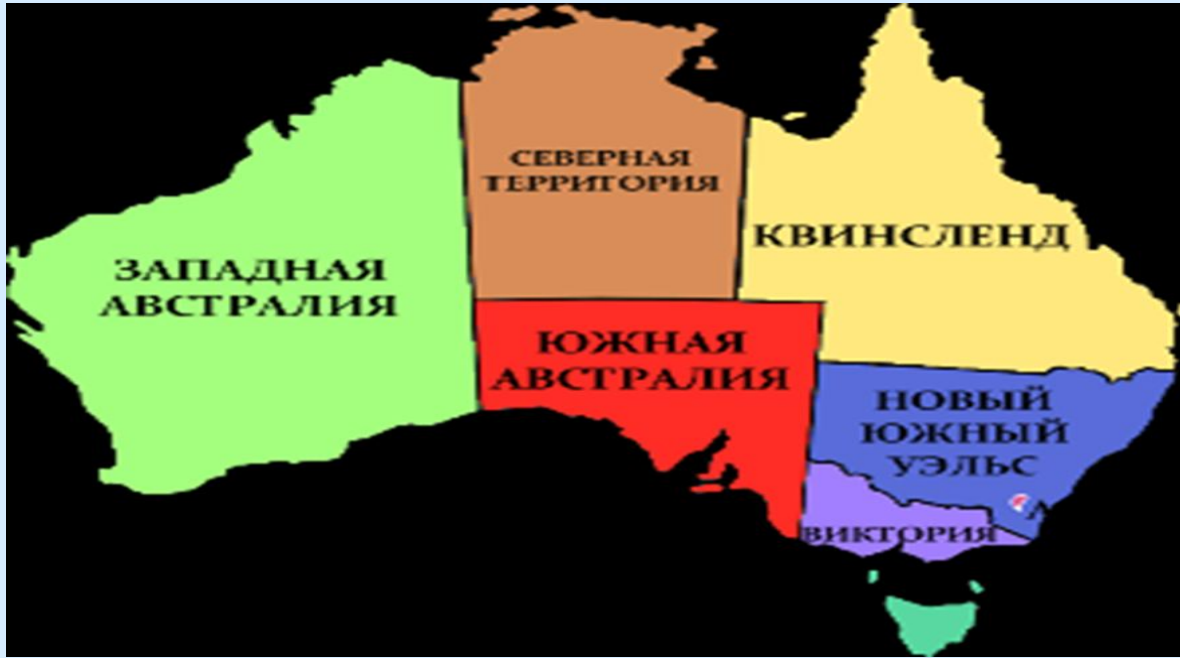 СЕВЕРНАЯ
ТЕРРИТОРИЯ
КВИНСЛЕНД
ЗАПАДНАЯ
АВСТРАЛИЯ
ЮЖНАЯ
АВСТРАЛИЯ
НОВЫЙ
ЮЖНЫЙ
УЭЛЬС
ВИКТОРИЯ